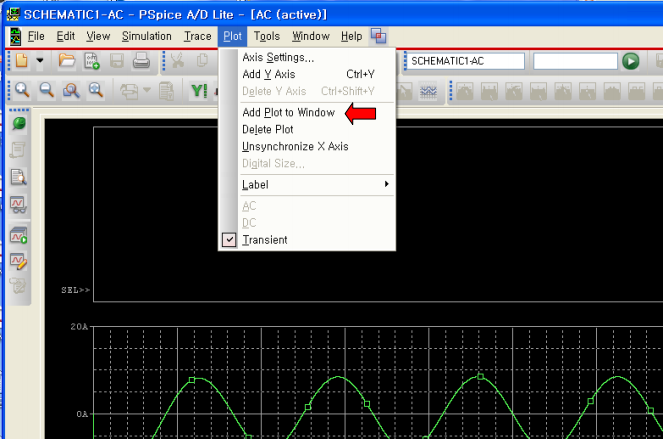 SCHEMATIC1-AC - PSpice A/D Lite - [AC (active)]
File Edit View Simulation Trace Plot Tools Window Help
SCHEMATIC1-AC
Axis Settings...
Add Y Axis Ctrl+Y
Delete Y Axis Ctrl+Shift+Y
Add Plot to Window
Delete Plot
Unsynchronize X Axis
Digital Size...
Label
AC
DC
Transient
SEL>>
20A
0A